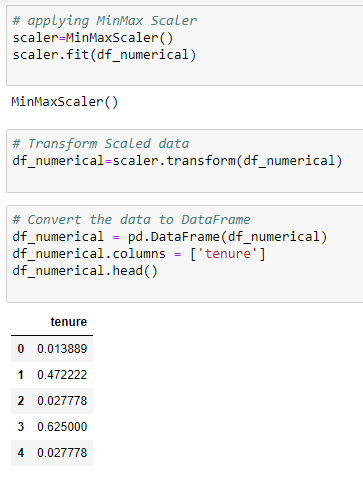 # applying MinMax Scaler
scaler=MinMaxScaler()
scaler.fit(df_numerical)
MinMaxScaler()
# Transform Scaled data
df_numerical=scaler.transform(df_numerical)
# Convert the data to DataFrame
df_numerical = pd.DataFrame(df_numerical)
df_numerical.columns = ['tenure']
df_numerical.head()
tenure
0 0.013889
1 0.472222
2 0.027778
3 0.625000
4 0.027778